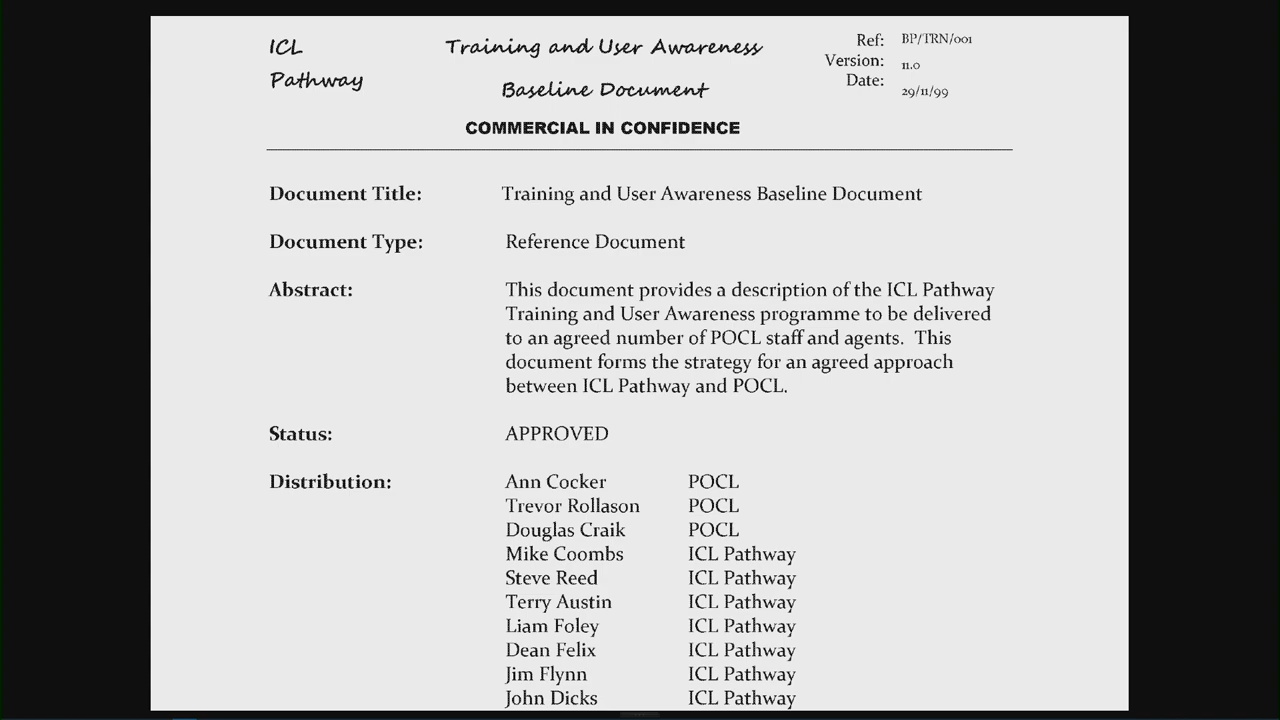 ICL Training and User Awareness Ref: BP/TRN/001
Pathway Baseline Document Version: 11.0
Date: 29/11/99
COMMERCIAL IN CONFIDENCE
Document Title: Training and User Awareness Baseline Document
Document Type: Reference Document
Abstract: This document provides a description of the ICL Pathway
Training and User Awareness programme to be delivered
to an agreed number of POCL staff and agents. This
document forms the strategy for an agreed approach
between ICL Pathway and POCL.
Status: APPROVED
Distribution: Ann Cocker POCL
Trevor Rollason POCL
Douglas Craik POCL
Mike Coombs ICL Pathway
Steve Reed ICL Pathway
Terry Austin ICL Pathway
Liam Foley ICL Pathway
Dean Felix ICL Pathway
Jim Flynn ICL Pathway
John Dicks ICL Pathway